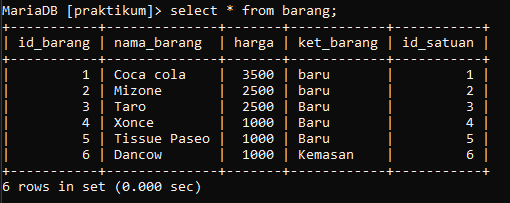 MariaDB [praktikum]> select * from barang;
+-----------+--------------+-------+------------+-----------+
| id_barang | nama_barang  | harga | ket_barang | id_satuan |
+-----------+--------------+-------+------------+-----------+
|         1 | Coca cola    |  3500 | baru       |         1 |
|         2 | Mizone       |  2500 | baru       |         2 |
|         3 | Taro         |  2500 | Baru       |         3 |
|         4 | Xonce        |  1000 | Baru       |         4 |
|         5 | Tissue Paseo |  1000 | Baru       |         5 |
|         6 | Dancow       |  1000 | Kemasan    |         6 |
+-----------+--------------+-------+------------+-----------+
6 rows in set (0.000 sec)